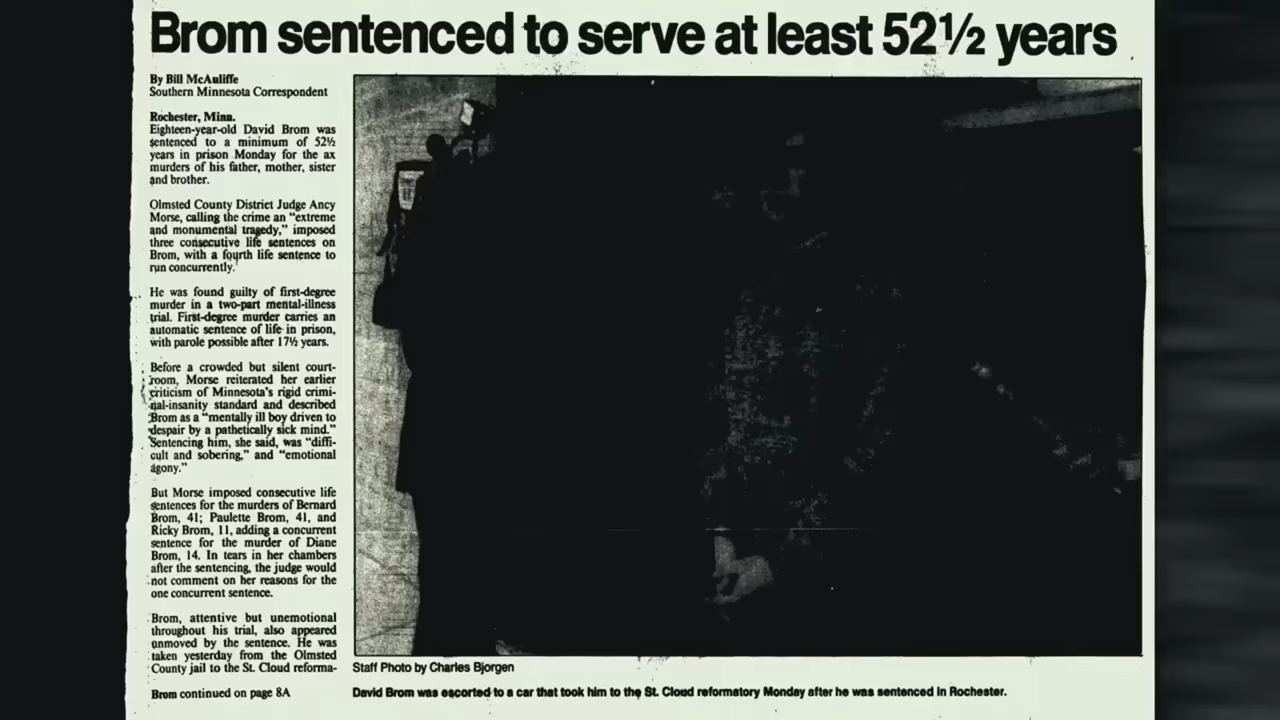 Brom sentenced to serve at least 52½ years
By Bill McAuliffe
Southern Minnesota Correspondent
Rochester, Minn.
Eighteen-year-old David Brom was
sentenced to a minimum of 52½
years in prison Monday for the ax
murders of his father, mother, sister
and brother.
Olmsted County District Judge Ancy
Morse, calling the crime an "extreme
and monumental tragedy," imposed
three consecutive life sentences on
Brom, with a fourth life sentence to
run concurrently.
He was found guilty of first-degree
murder in a two-part mental-illness
trial. First-degree murder carries an
automatic sentence of life in prison,
with parole possible after 17½ years.
Before a crowded but silent court-
room, Morse reiterated her earlier
criticism of Minnesota's rigid crimi-
nal-insanity standard and described
Brom as a "mentally ill boy driven to
despair by a pathetically sick mind."
Sentencing him, she said, was "diffi-
cult and sobering," and "emotional
agony."
But Morse imposed consecutive life
sentences for the murders of Bernard
Brom, 41; Paulette Brom, 41, and
Ricky Brom, 11, adding a concurrent
sentence for the murder of Diane
Brom, 14. In tears in her chambers
after the sentencing, the judge would
not comment on her reasons for the
one concurrent sentence.
Brom, attentive but unemotional
throughout his trial, also appeared
unmoved by the sentence. He was
taken yesterday from the Olmsted
County jail to the St. Cloud reforma-
Brom continued on page 8A
Staff Photo by Charles Bjorgen
David Brom was escorted to a car that took him to the St. Cloud reformatory Monday after he was sentenced in Rochester.